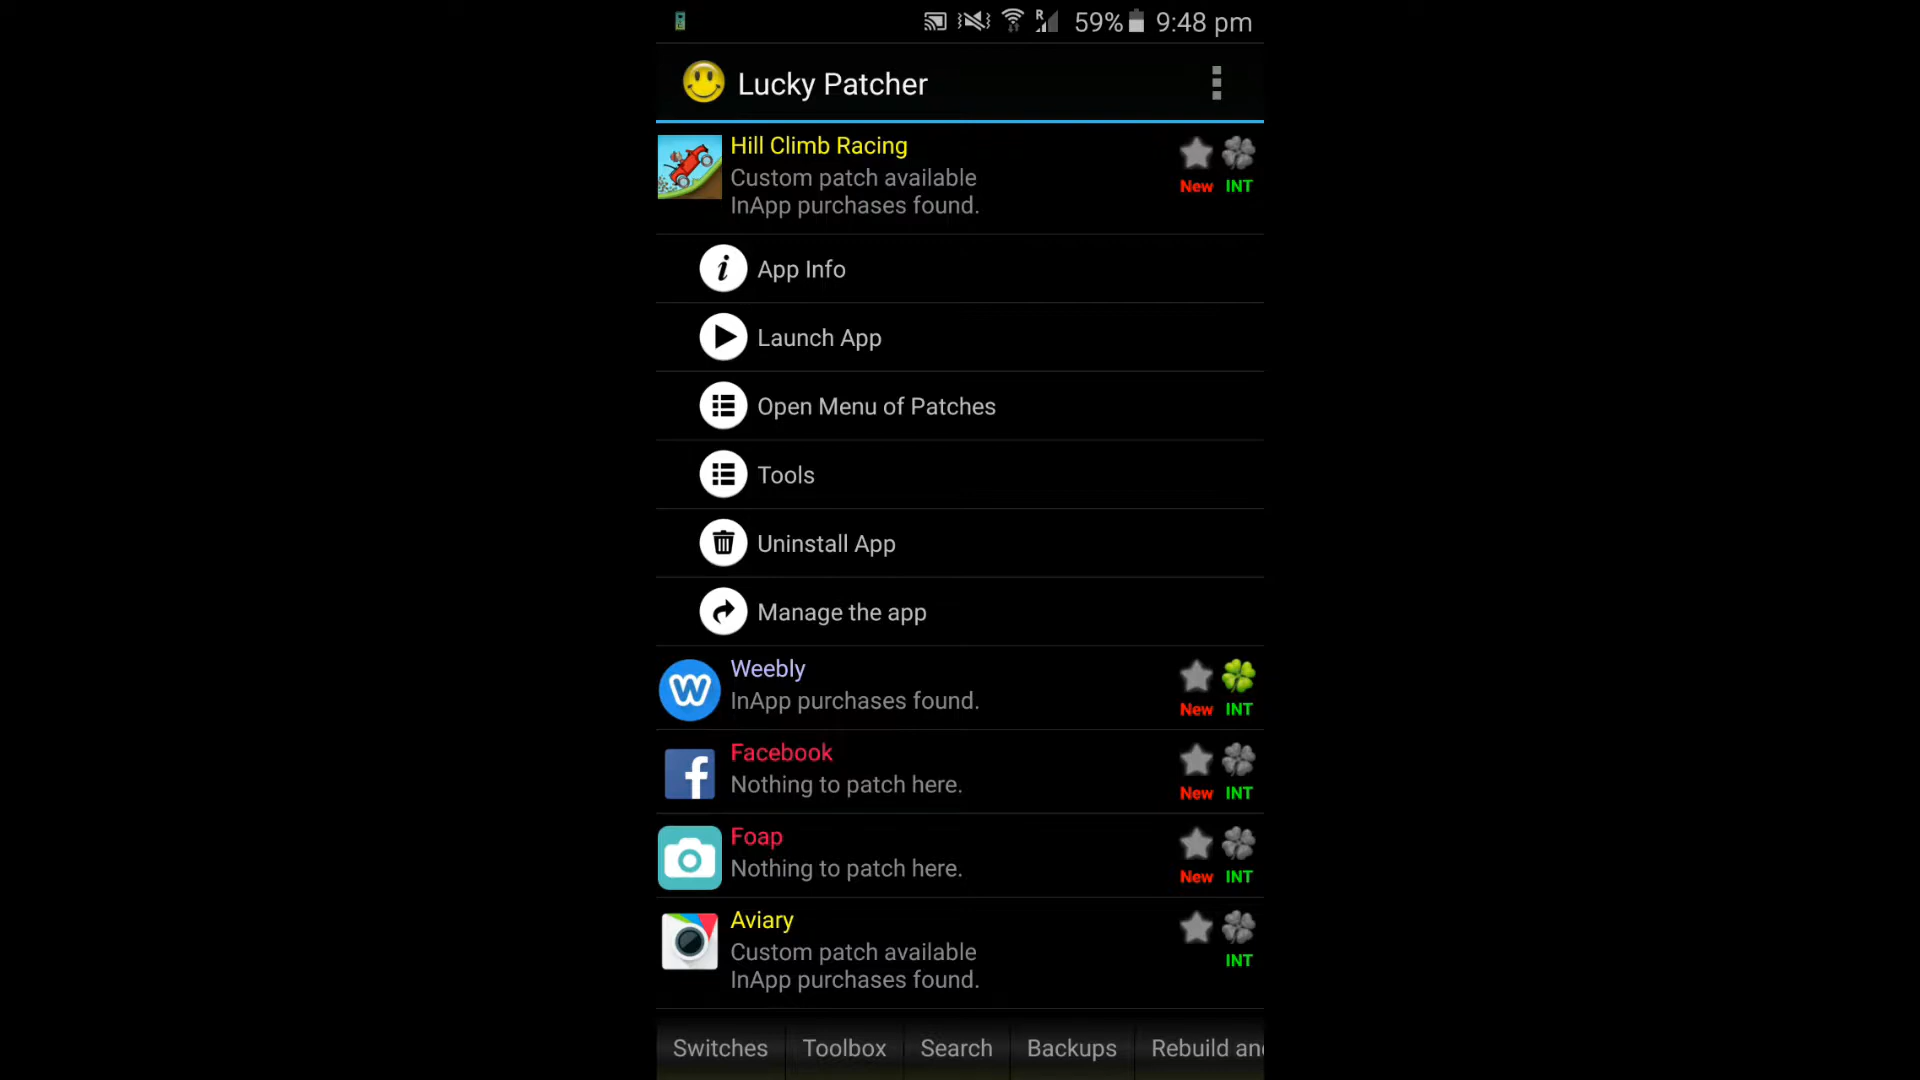 R 59% 9:48 pm
Lucky Patcher
Hill Climb Racing
Custom patch available
InApp purchases found.
New INT
App Info
Launch App
Open Menu of Patches
Tools
Uninstall App
Manage the app
Weebly
InApp purchases found.
New INT
Facebook
Nothing to patch here.
New INT
Foap
Nothing to patch here.
New INT
Aviary
Custom patch available
InApp purchases found.
INT
Switches Toolbox Search Backups Rebuild an